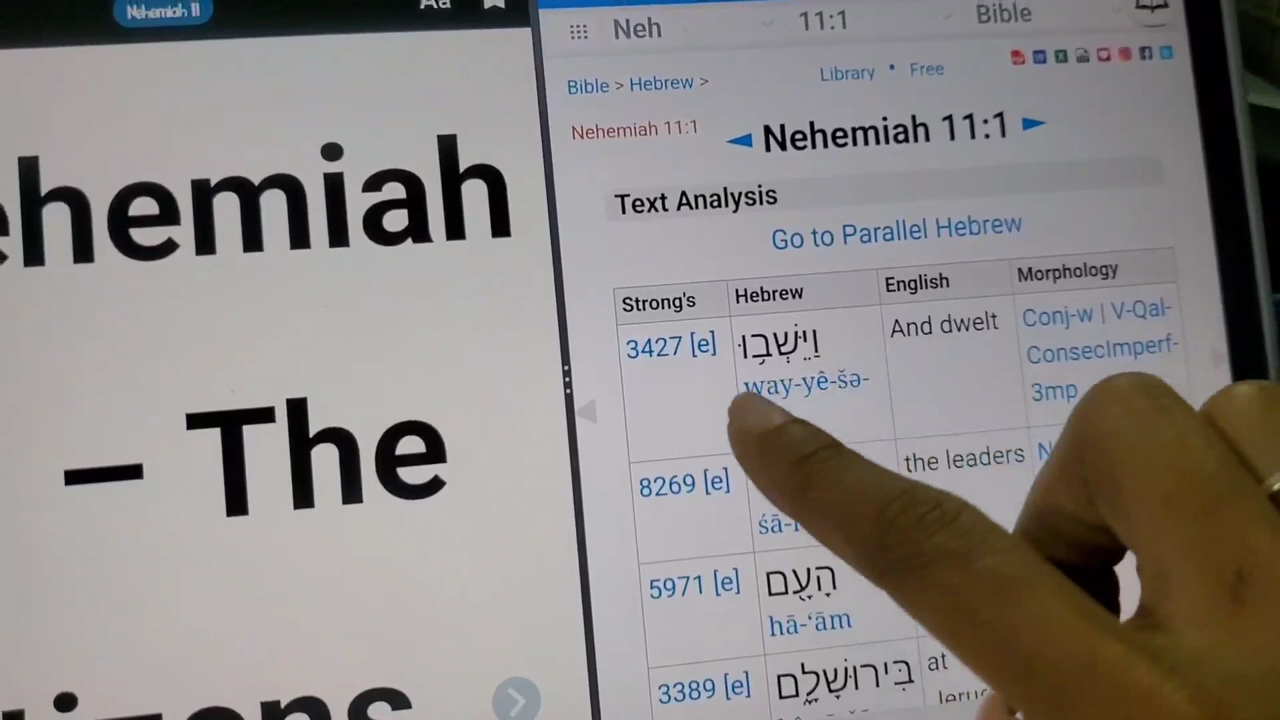 Nehemiah 11
Aa
hemiah
– The
Neh 11:1 Bible
Bible > Hebrew >
Library • Free
Nehemiah 11:1
◄ Nehemiah 11:1 ►
Text Analysis
Go to Parallel Hebrew
Strong's Hebrew English Morphology
3427 [e] וַיֵּשְׁב֥וּ And dwelt Conj-w | V-Qal-
way-yê-šə- ConsecImperf-
3mp
8269 [e] the leaders
5971 [e] הָעָ֖ם
hā-‘ām
3389 [e] בִּירוּשָׁלִָ֑ם at